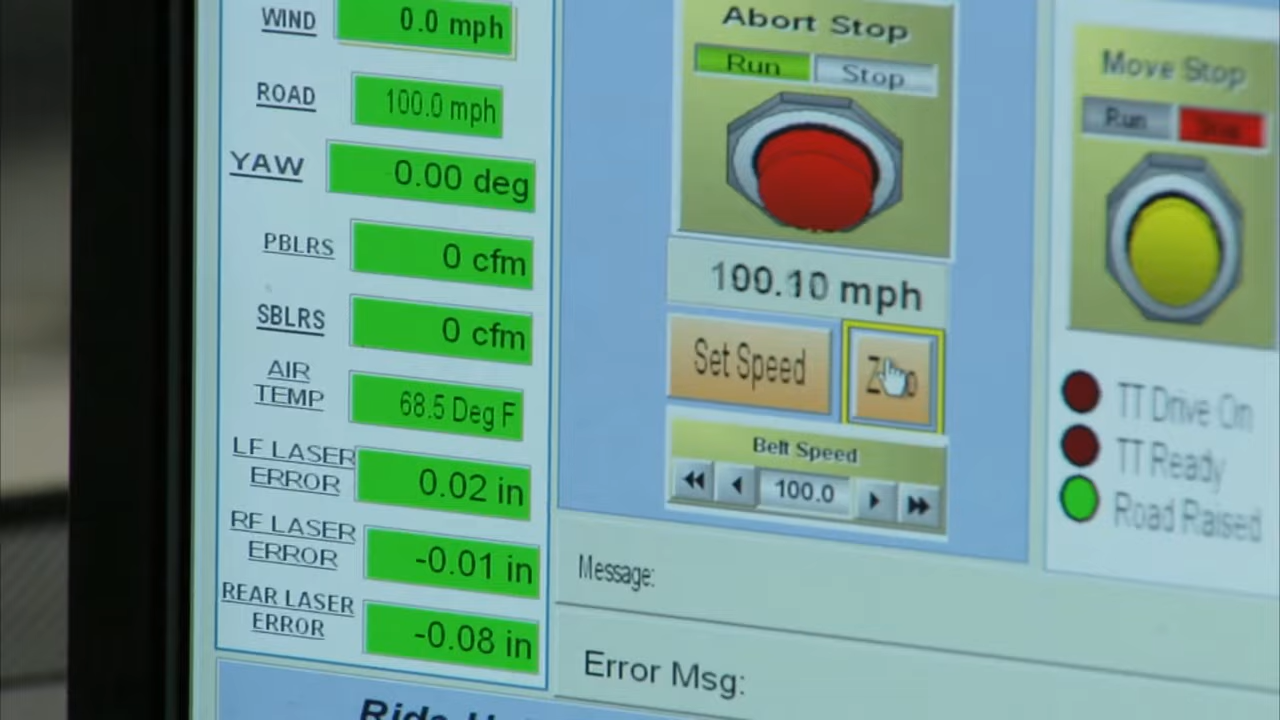 WIND 0.0 mph
ROAD 100.0 mph
YAW 0.00 deg
PBLRS 0 cfm
SBLRS 0 cfm
AIR
TEMP 68.5 Deg F
LF LASER
ERROR 0.02 in
RF LASER
ERROR -0.01 in
REAR LASER
ERROR -0.08 in
Abort Stop
Run Stop
100.10 mph
Set Speed
Belt Speed
100.0
Message:
Error Msg:
Move Stop
Run
TT Drive On
TT Ready
Road Raised